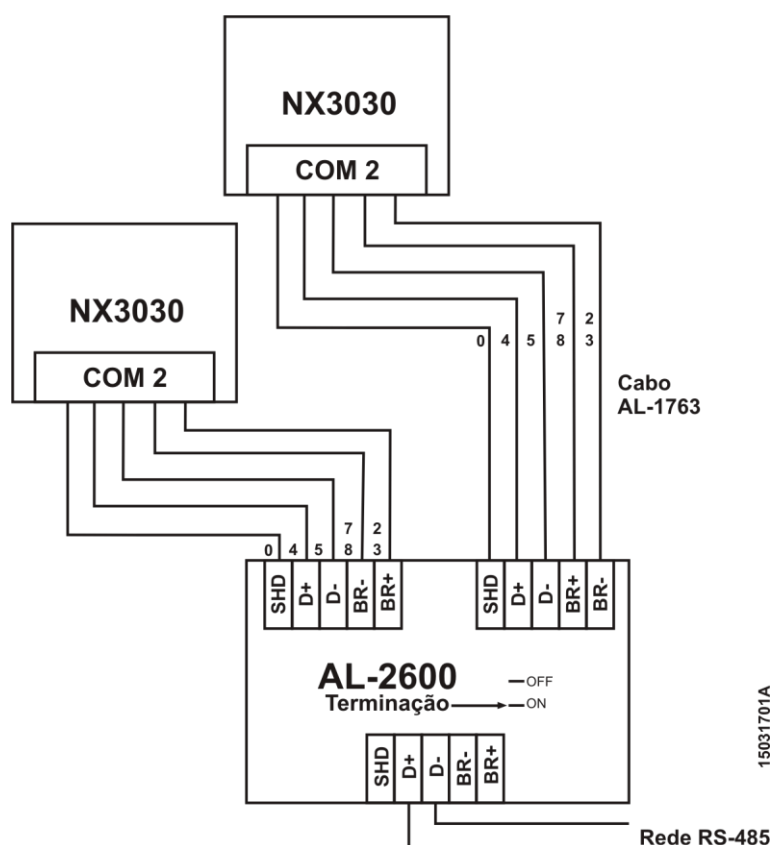 NX3030
COM 2
NX3030
COM 2
0 4 5 7 8 2 3
Cabo
AL-1763
0 4 5 7 8 2 3
SHD D+ D- BR- BR+
SHD D+ D- BR+ BR-
AL-2600
OFF
Terminação
ON
SHD D+ D- BR- BR+
Rede RS-485
15031701A